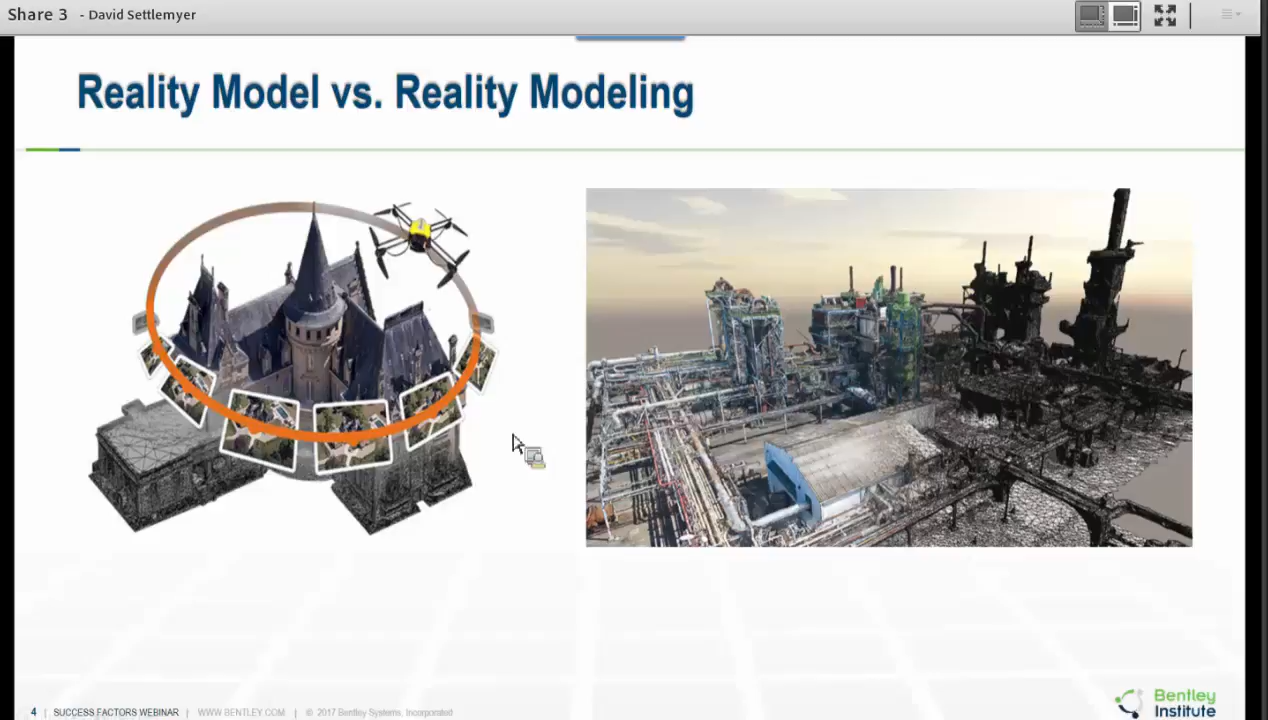 Share 3 - David Settlemyer
Reality Model vs. Reality Modeling
4 | SUCCESS FACTORS WEBINAR | WWW.BENTLEY.COM | © 2017 Bentley Systems, Incorporated
Bentley
Institute